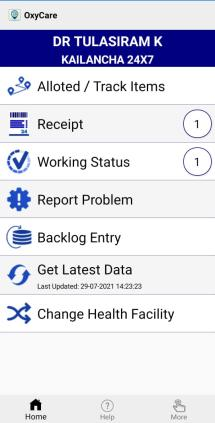 OxyCare
DR TULASIRAM K
KAILANCHA 24X7
Alloted / Track Items
Receipt
1
Working Status
1
Report Problem
Backlog Entry
Get Latest Data
Last Updated: 29-07-2021 14:23:23
Change Health Facility
Home
Help
More